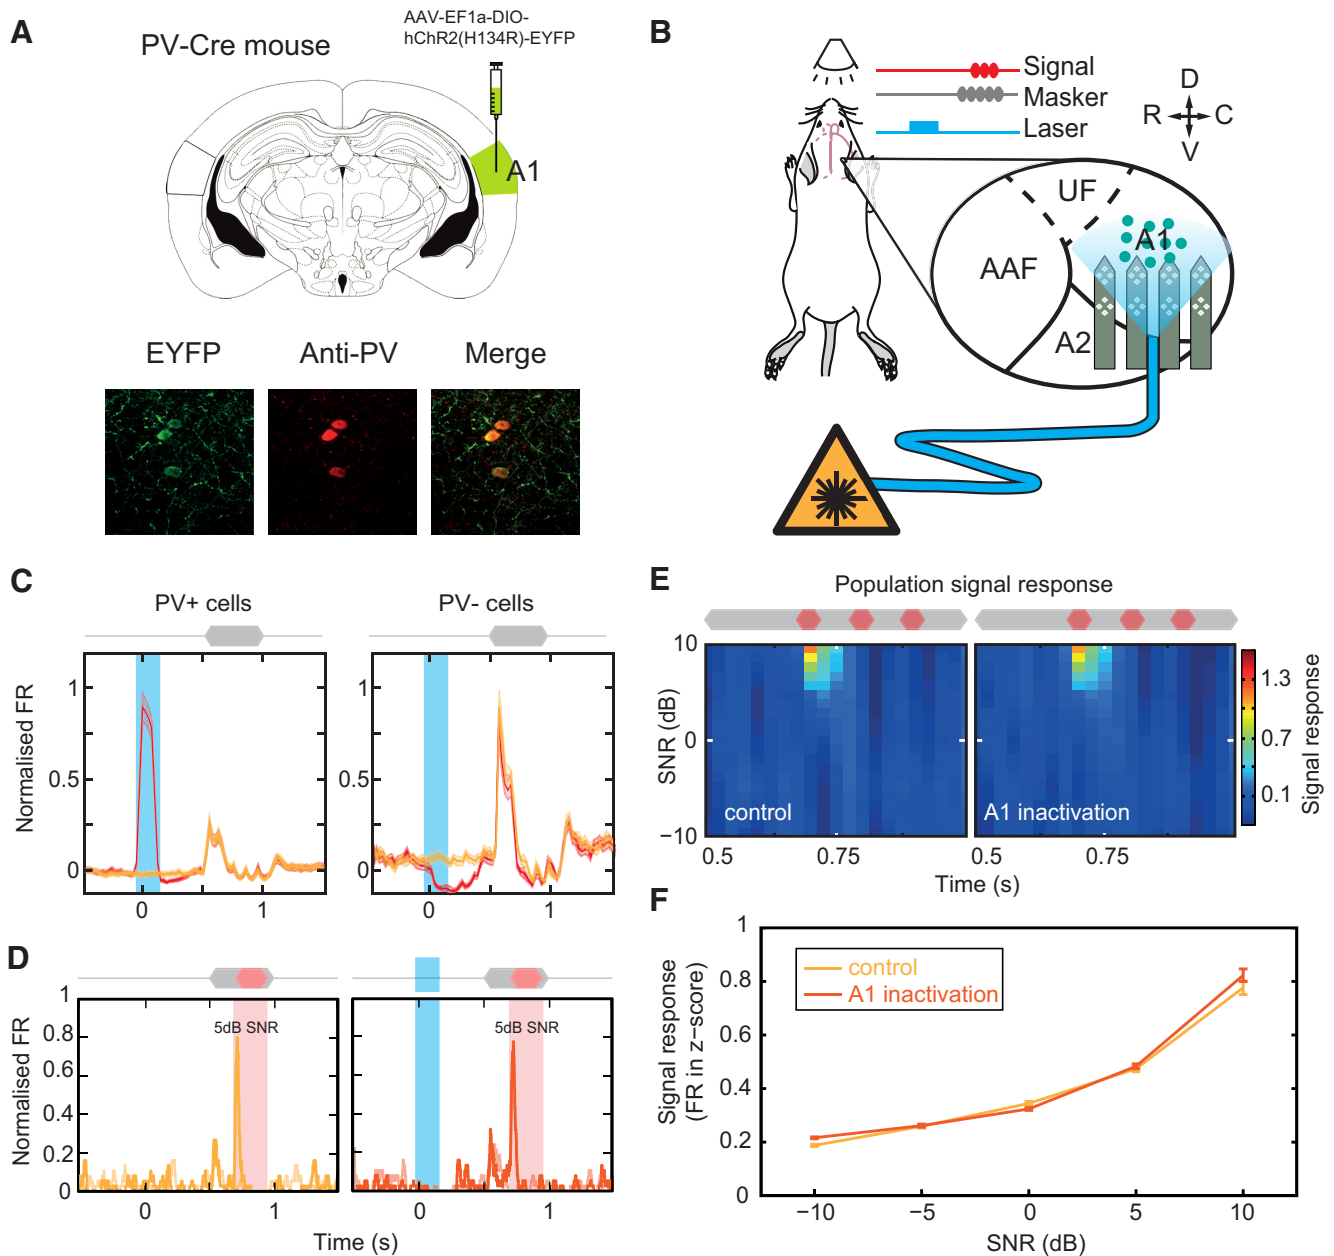 A
PV-Cre mouse
AAV-EF1a-DIO-
hChR2(H134R)-EYFP
A1
EYFP
Anti-PV
Merge
B
Signal
Masker
Laser
D
R
C
V
UF
A1
AAF
A2
C
PV+ cells
PV- cells
Normalised FR
1
0.5
0
0
1
1
0.5
0
0
1
D
Normalised FR
1
0.8
0.6
0.4
0.2
0
5dB SNR
5dB SNR
0
1
0
1
Time (s)
E
Population signal response
SNR (dB)
10
0
−10
control
A1 inactivation
0.5
0.75
0.5
0.75
Time (s)
1.3
0.7
0.1
Signal response
F
Signal response
(FR in z−score)
1
0.8
0.6
0.4
0.2
0
control
A1 inactivation
−10
−5
0
5
10
SNR (dB)